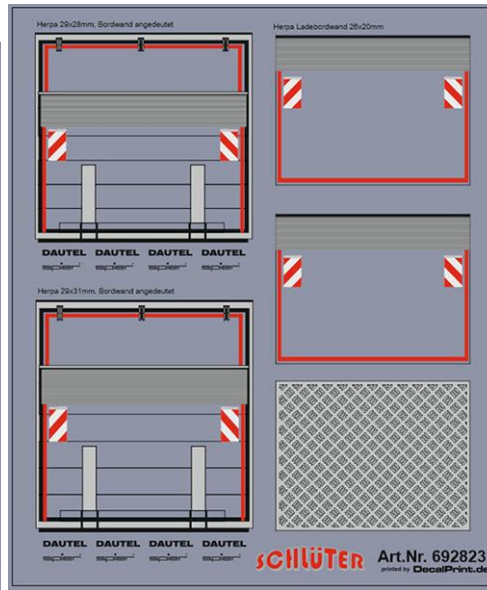 Herpa 29x28mm, Bordwand angedeutet
DAUTEL DAUTEL DAUTEL DAUTEL
spier spier spier spier
Herpa 29x31mm, Bordwand angedeutet
DAUTEL DAUTEL DAUTEL DAUTEL
spier spier spier spier
Herpa Ladebordwand 26x20mm
SCHLÜTER
Art.Nr. 692823
printed by DecalPrint.de